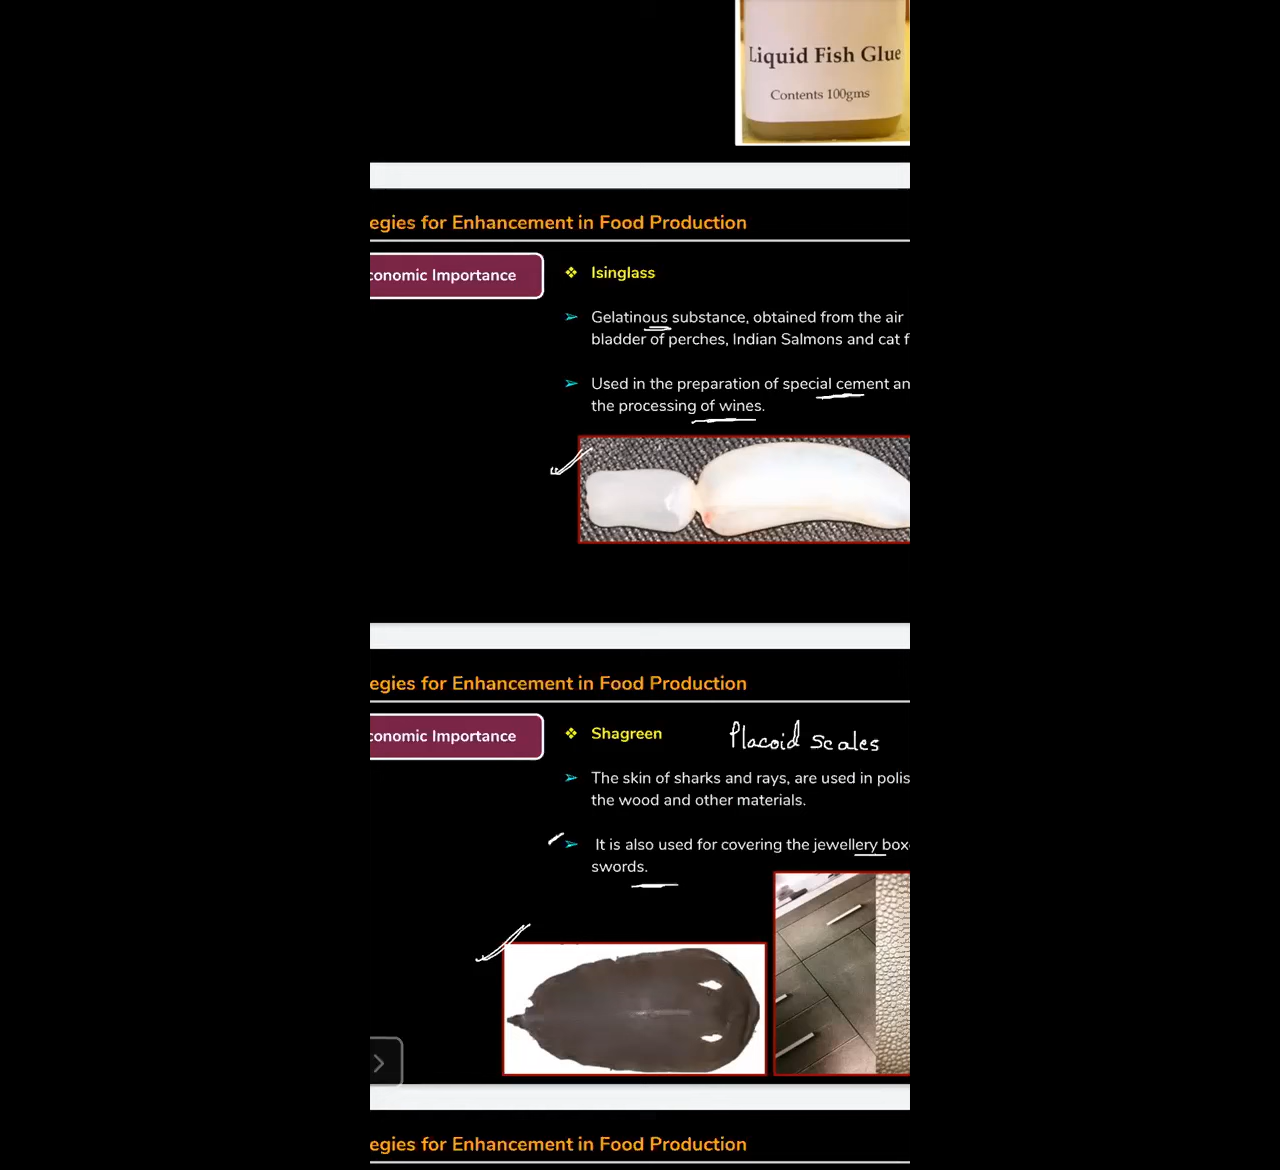 Liquid Fish Glue
Contents 100gms
egies for Enhancement in Food Production
conomic Importance
❖ Isinglass
➢ Gelatinous substance, obtained from the air
bladder of perches, Indian Salmons and cat f
➢ Used in the preparation of special cement an
the processing of wines.
egies for Enhancement in Food Production
conomic Importance
❖ Shagreen
Placoid scales
➢ The skin of sharks and rays, are used in polis
the wood and other materials.
➢ It is also used for covering the jewellery box
swords.
egies for Enhancement in Food Production